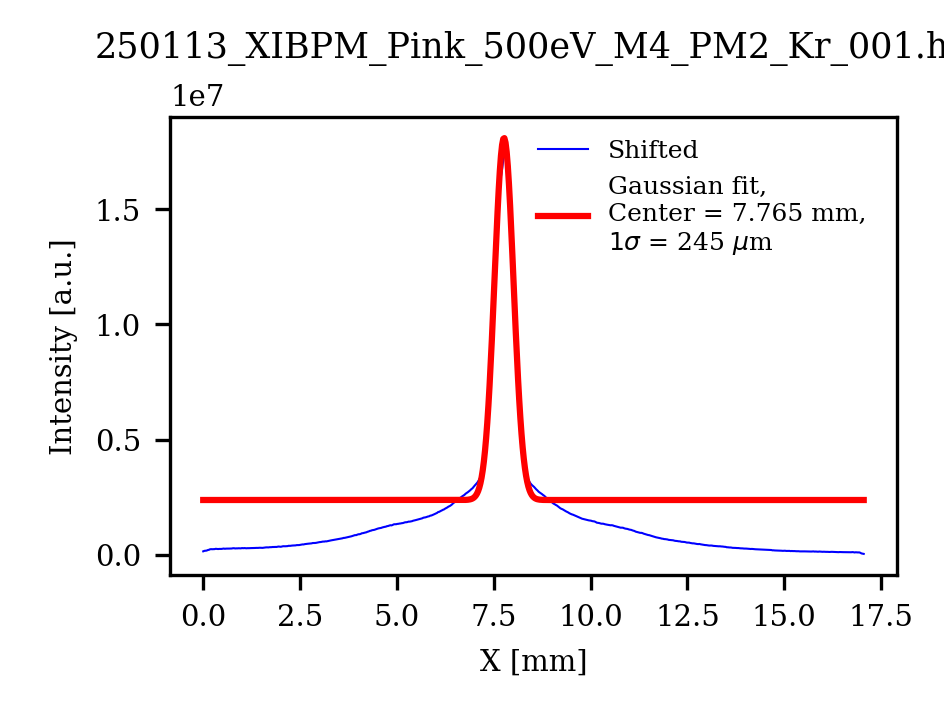 250113_XIBPM_Pink_500eV_M4_PM2_Kr_001.h
1e7
Shifted
Gaussian fit,
Center = 7.765 mm,
1σ = 245 μm
Intensity [a.u.]
1.5
1.0
0.5
0.0
0.0 2.5 5.0 7.5 10.0 12.5 15.0 17.5
X [mm]